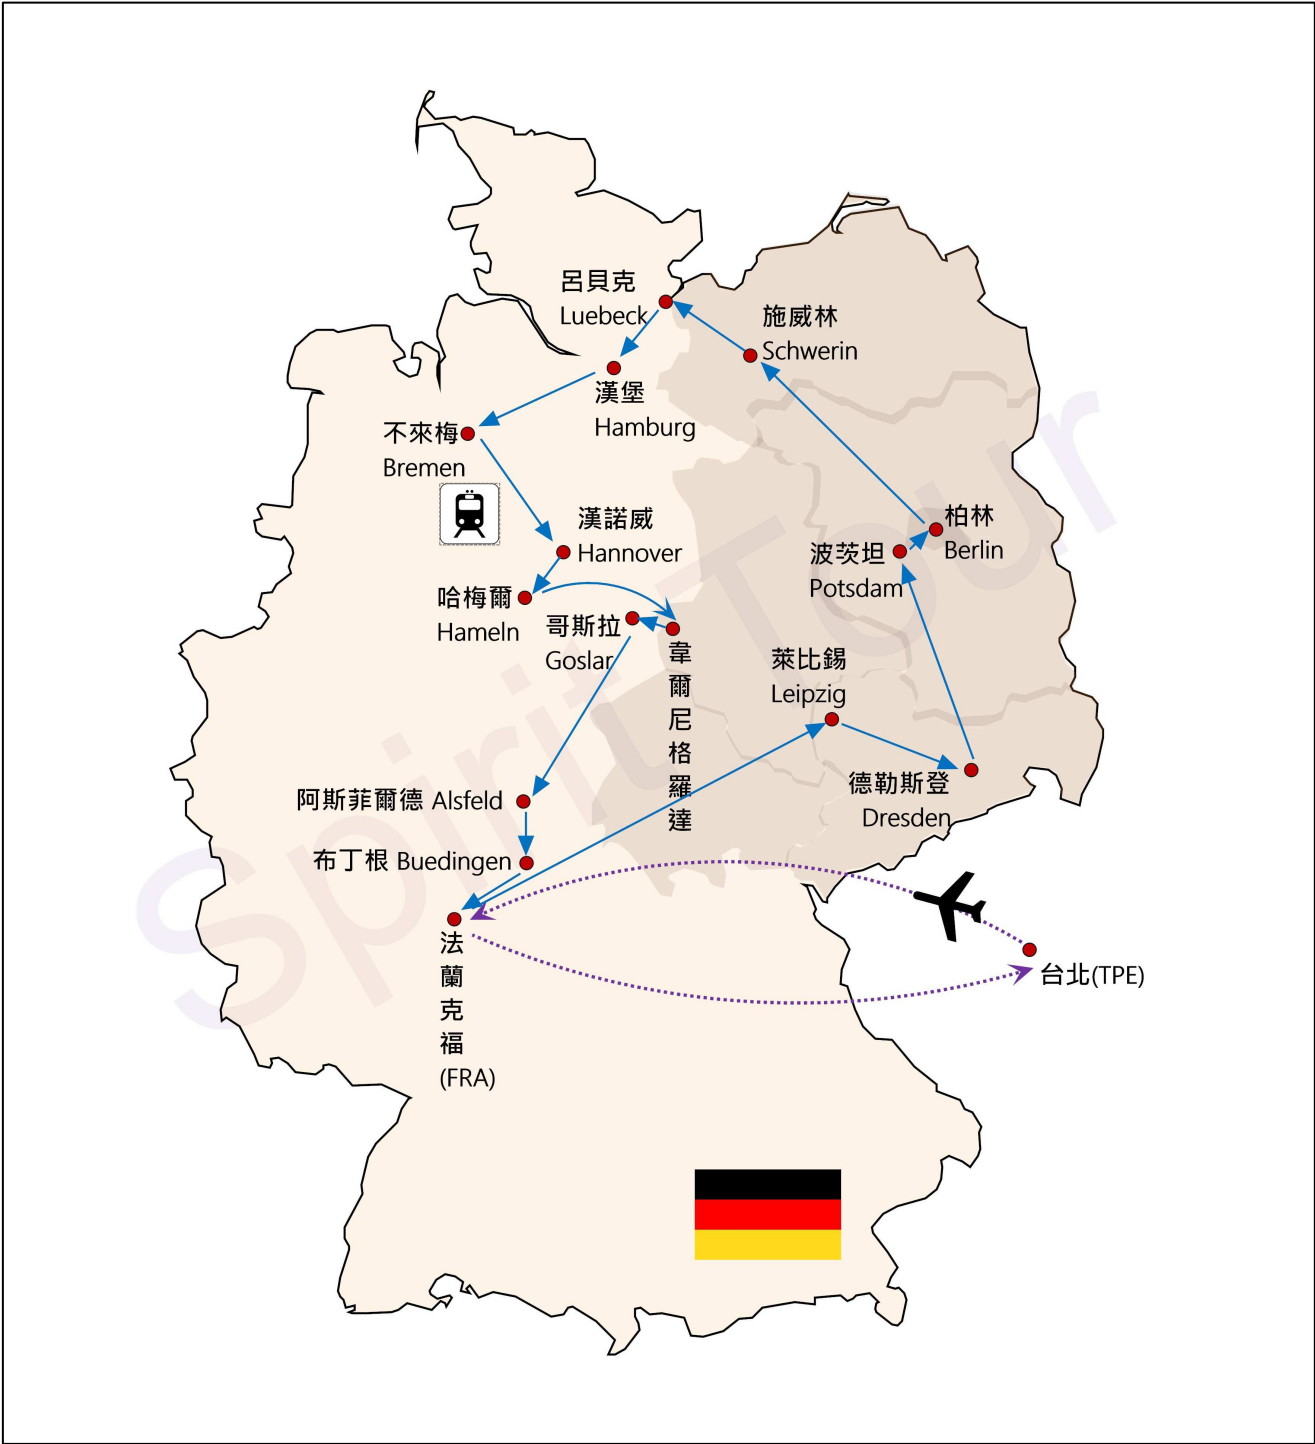 呂貝克
Luebeck
施威林
Schwerin
漢堡
Hamburg
不來梅
Bremen
漢諾威
Hannover
柏林
Berlin
波茨坦
Potsdam
哈梅爾
Hameln
哥斯拉
Goslar
韋爾尼格羅達
萊比錫
Leipzig
德勒斯登
Dresden
阿斯菲爾德 Alsfeld
布丁根 Buedingen
法蘭克福
(FRA)
台北(TPE)
Spirit Tour